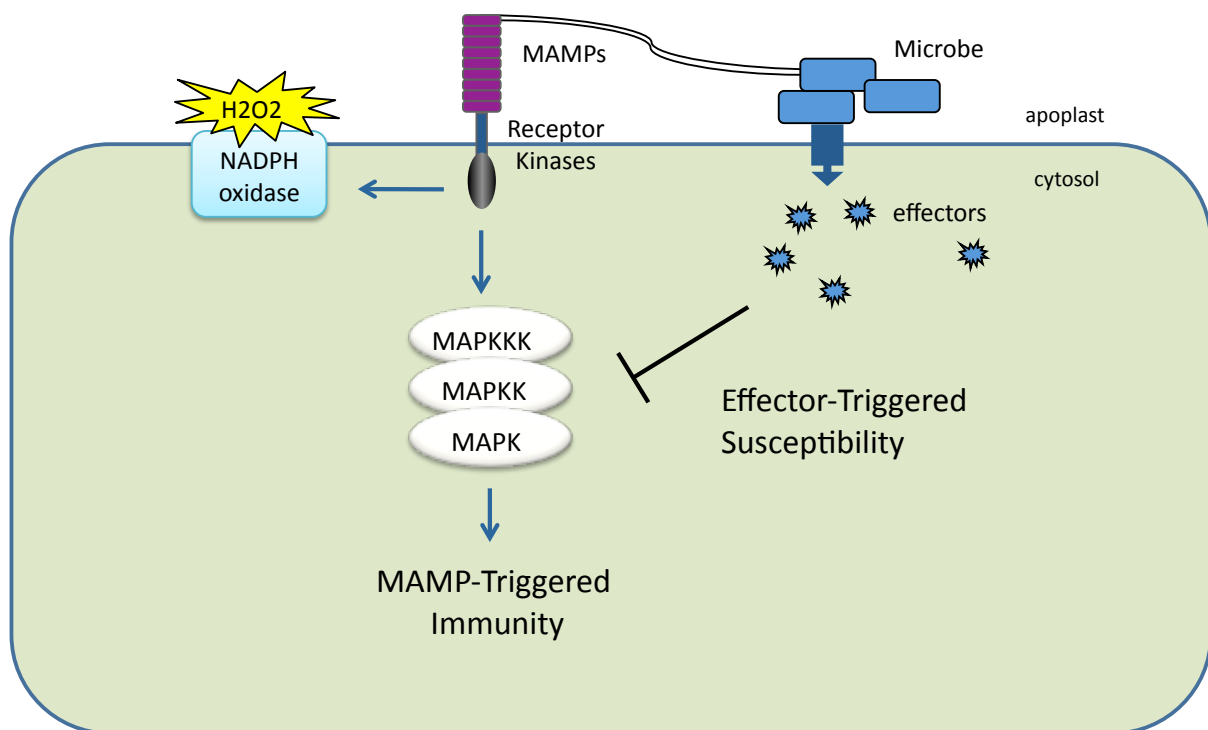 Microbe
MAMPs
H2O2
apoplast
Receptor
Kinases
NADPH
oxidase
cytosol
effectors
MAPKKK
MAPKK
MAPK
Effector-Triggered
Susceptibility
MAMP-Triggered
Immunity